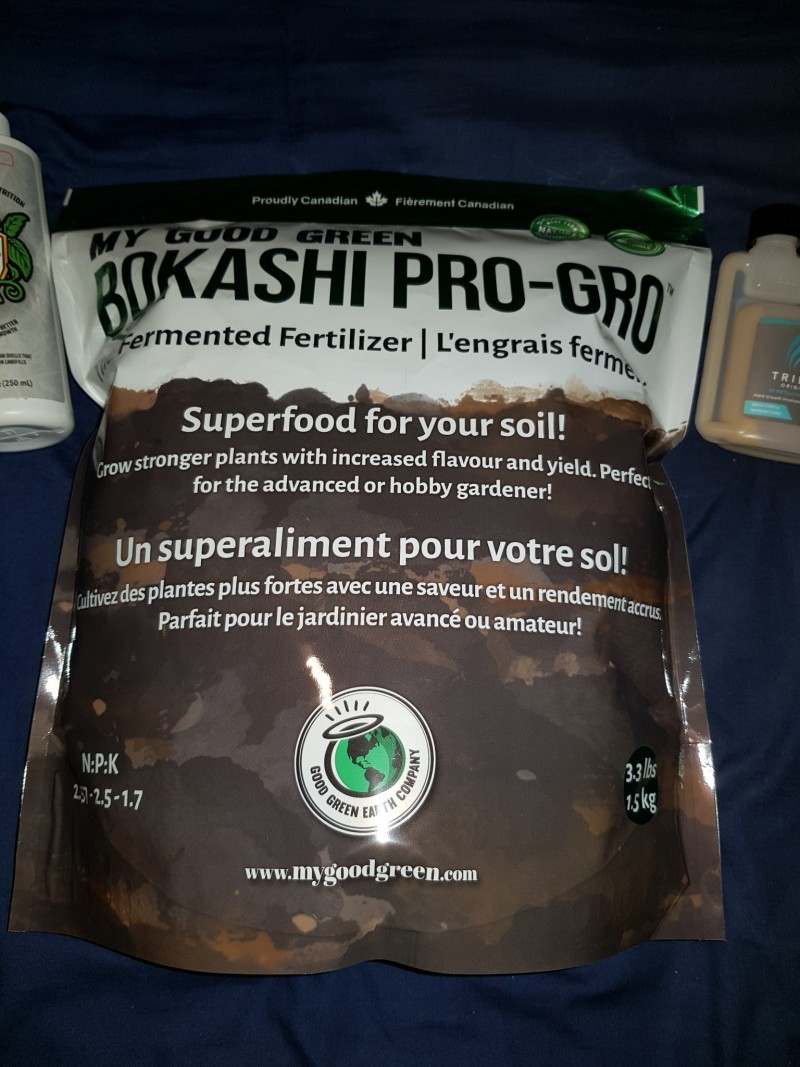 Proudly Canadian Fièrement Canadian
MY GOOD GREEN
BOKASHI PRO-GRO™
Fermented Fertilizer | L'engrais ferme
Superfood for your soil!
Grow stronger plants with increased flavour and yield. Perfect
for the advanced or hobby gardener!
Un superaliment pour votre sol!
Cultivez des plantes plus fortes avec une saveur et un rendement accrus.
Parfait pour le jardinier avancé ou amateur!
N:P:K
2.51-2.5-1.7
GOOD GREEN EARTH COMPANY
3.3 lbs
1.5 kg
www.mygoodgreen.com
(250 mL)
TRI